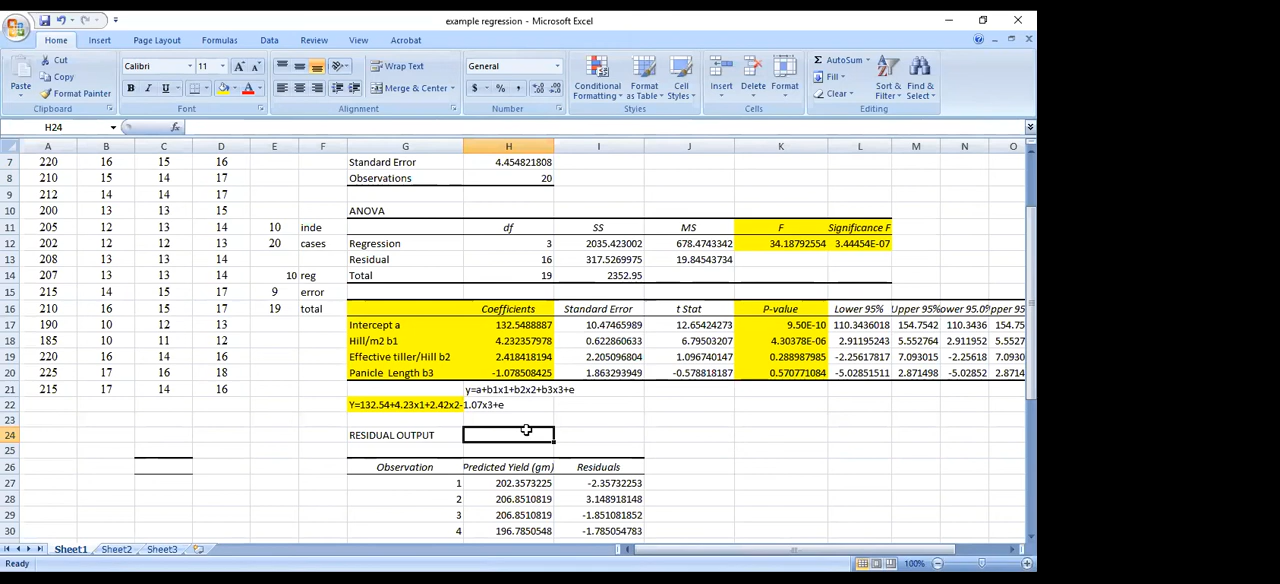 example regression - Microsoft Excel
Home Insert Page Layout Formulas Data Review View Acrobat
Cut Calibri 11 Wrap Text General AutoSum
Copy Fill
Paste Format Painter B I U Merge & Center $ % , Conditional Formatting Format as Table Cell Styles Insert Delete Format Clear Sort & Filter Find & Select
Clipboard Font Alignment Number Styles Cells Editing
H24 fx
A B C D E F G H I J K L M N O
7 220 16 15 16 Standard Error 4.454821808
8 210 15 14 17 Observations 20
9 212 14 14 17
10 200 13 13 15 ANOVA
11 205 12 13 14 10 inde df SS MS F Significance F
12 202 12 12 13 20 cases Regression 3 2035.423002 678.4743342 34.18792554 3.44454E-07
13 208 13 13 14 Residual 16 317.5269975 19.84543734
14 207 13 13 14 10 reg Total 19 2352.95
15 215 14 15 17 9 error
16 210 16 15 17 19 total Coefficients Standard Error t Stat P-value Lower 95% Upper 95% ower 95.0% pper 95
17 190 10 12 13 Intercept a 132.5488887 10.47465989 12.65424273 9.50E-10 110.3436018 154.7542 110.3436 154.75
18 185 10 11 12 Hill/m2 b1 4.232357978 0.622860633 6.79503207 4.30378E-06 2.91195243 5.552764 2.911952 5.5527
19 220 16 14 16 Effective tiller/Hill b2 2.418418194 2.205096804 1.096740147 0.288987985 -2.25617817 7.093015 -2.25618 7.0930
20 225 17 16 18 Panicle Length b3 -1.078508425 1.863293949 -0.578818187 0.570771084 -5.02851511 2.871498 -5.02852 2.8714
21 215 17 14 16 y=a+b1x1+b2x2+b3x3+e
22 Y=132.54+4.23x1+2.42x2-1.07x3+e
23
24 RESIDUAL OUTPUT
25
26 Observation Predicted Yield (gm) Residuals
27 1 202.3573225 -2.35732253
28 2 206.8510819 3.148918148
29 3 206.8510819 -1.851081852
30 4 196.7850548 -1.785054783
Sheet1 Sheet2 Sheet3
Ready 100%